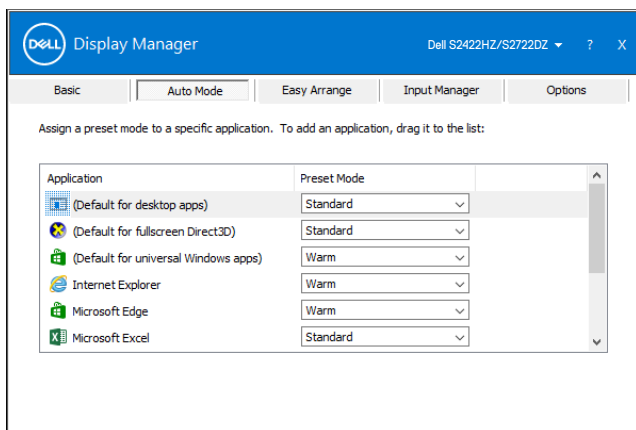 DELL Display Manager Dell S2422HZ/S2722DZ ? X
Basic Auto Mode Easy Arrange Input Manager Options
Assign a preset mode to a specific application. To add an application, drag it to the list:
Application Preset Mode
(Default for desktop apps) Standard
(Default for fullscreen Direct3D) Standard
(Default for universal Windows apps) Warm
Internet Explorer Warm
Microsoft Edge Warm
Microsoft Excel Standard